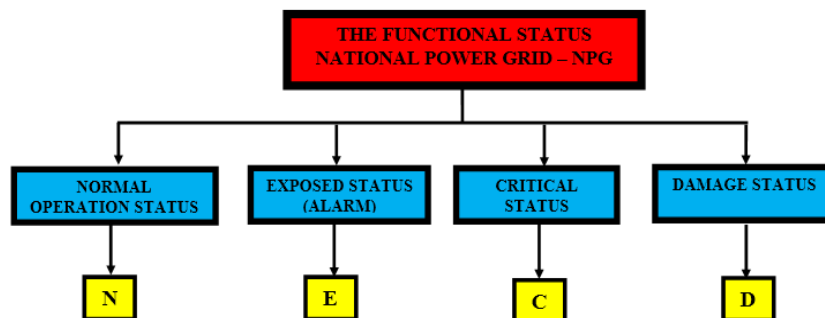 THE FUNCTIONAL STATUS
NATIONAL POWER GRID – NPG
NORMAL
OPERATION STATUS
EXPOSED STATUS
(ALARM)
CRITICAL
STATUS
DAMAGE STATUS
N
E
C
D